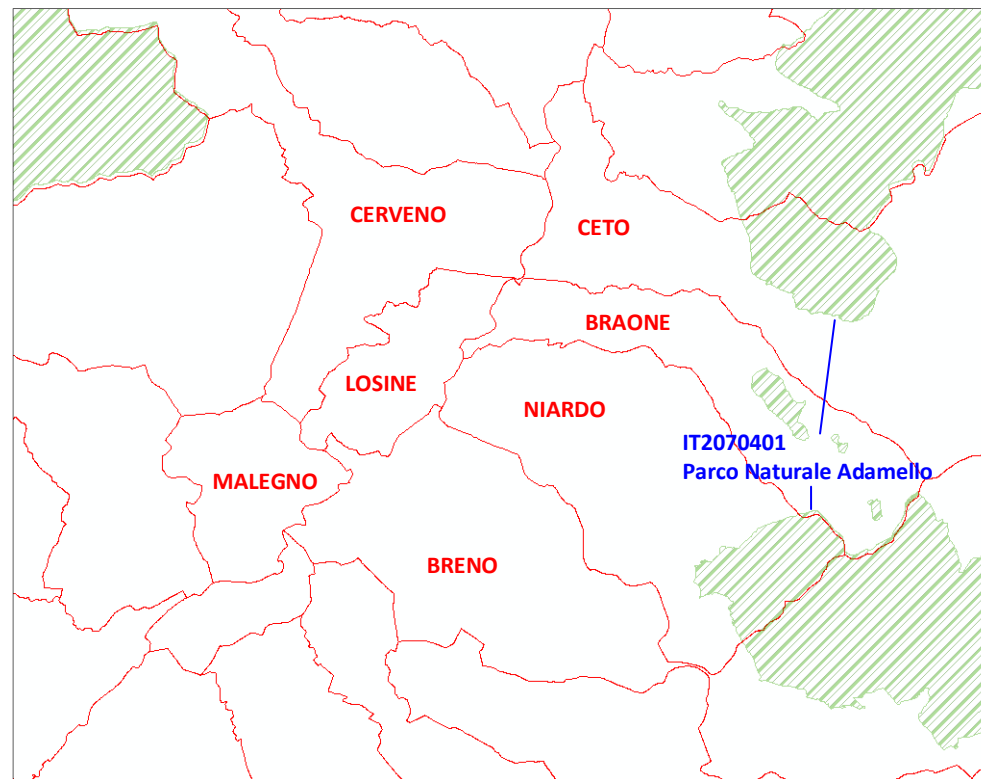 CERVENO
CETO
BRAONE
LOSINE
NIARDO
IT2070401
Parco Naturale Adamello
MALEGNO
BRENO